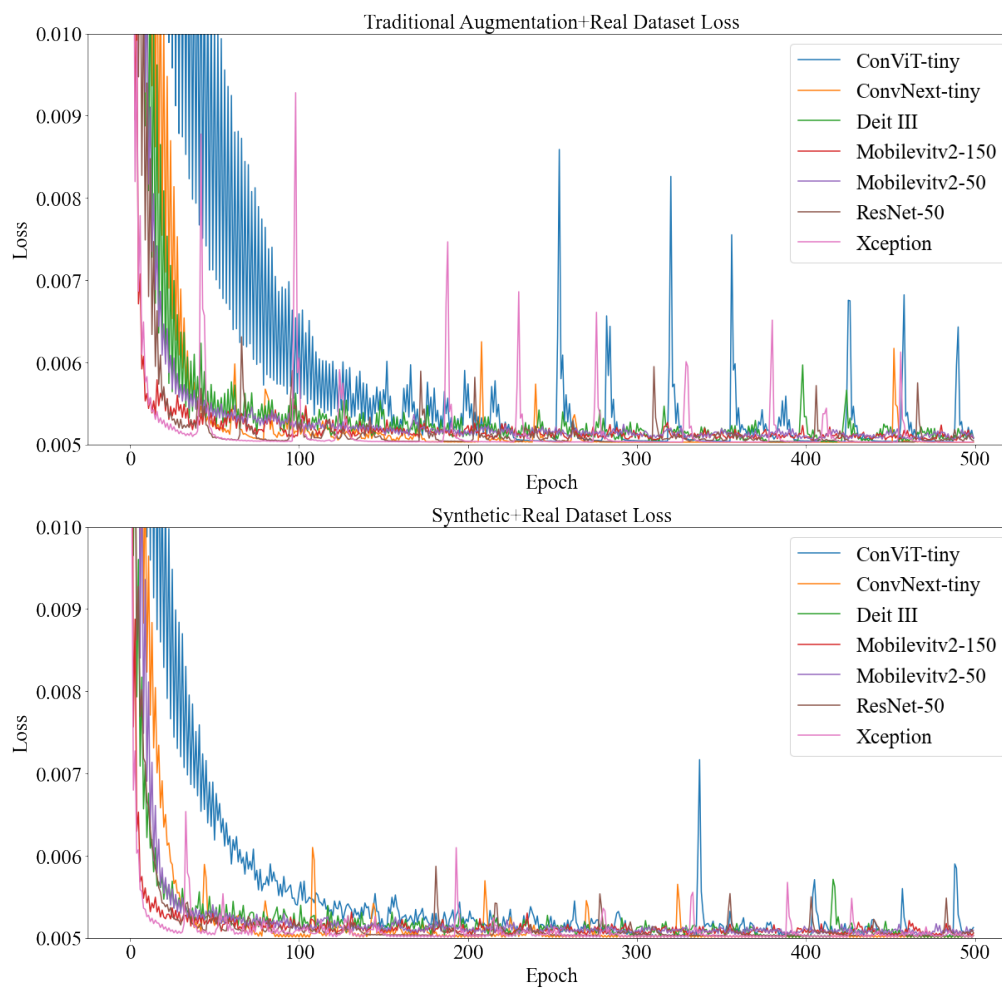 Traditional Augmentation+Real Dataset Loss
0.010
0.009
0.008
0.007
0.006
0.005
Loss
0
100
200
300
400
500
Epoch
ConViT-tiny
ConvNext-tiny
Deit III
Mobilevitv2-150
Mobilevitv2-50
ResNet-50
Xception
Synthetic+Real Dataset Loss
0.010
0.009
0.008
0.007
0.006
0.005
Loss
0
100
200
300
400
500
Epoch
ConViT-tiny
ConvNext-tiny
Deit III
Mobilevitv2-150
Mobilevitv2-50
ResNet-50
Xception